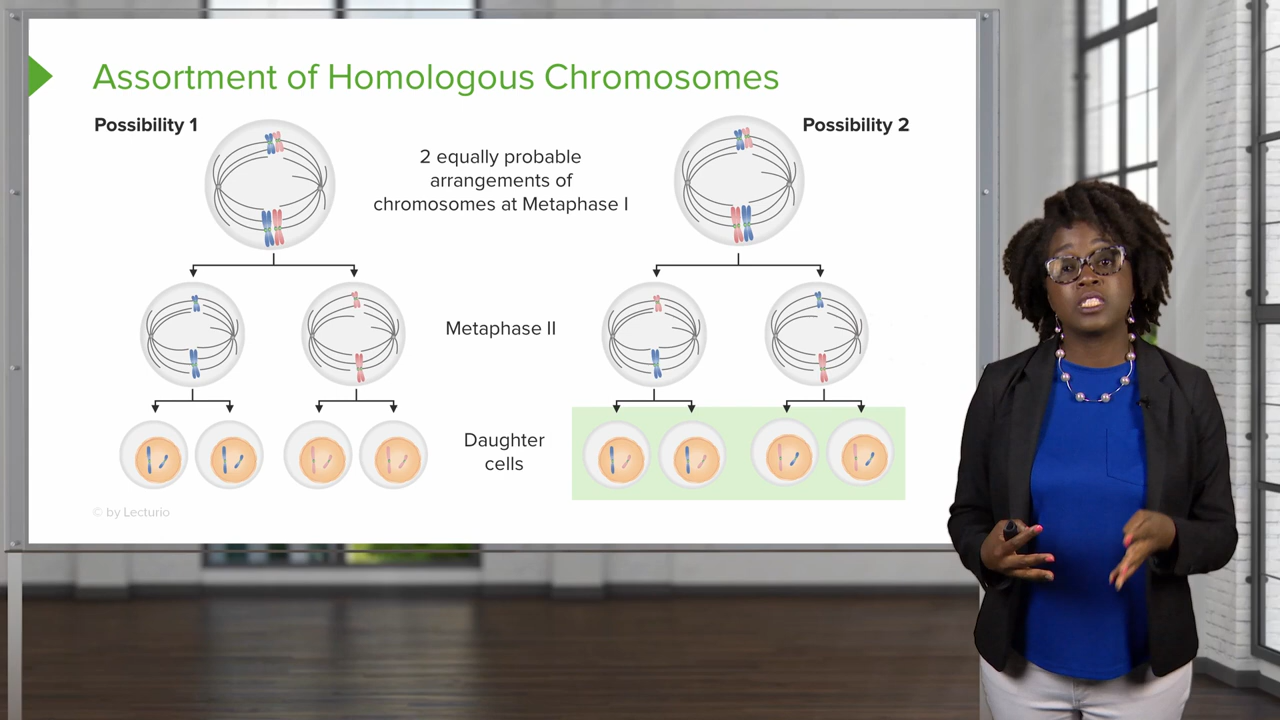 Assortment of Homologous Chromosomes
Possibility 1
2 equally probable
arrangements of
chromosomes at Metaphase I
Possibility 2
Metaphase II
Daughter
cells
© by Lecturio